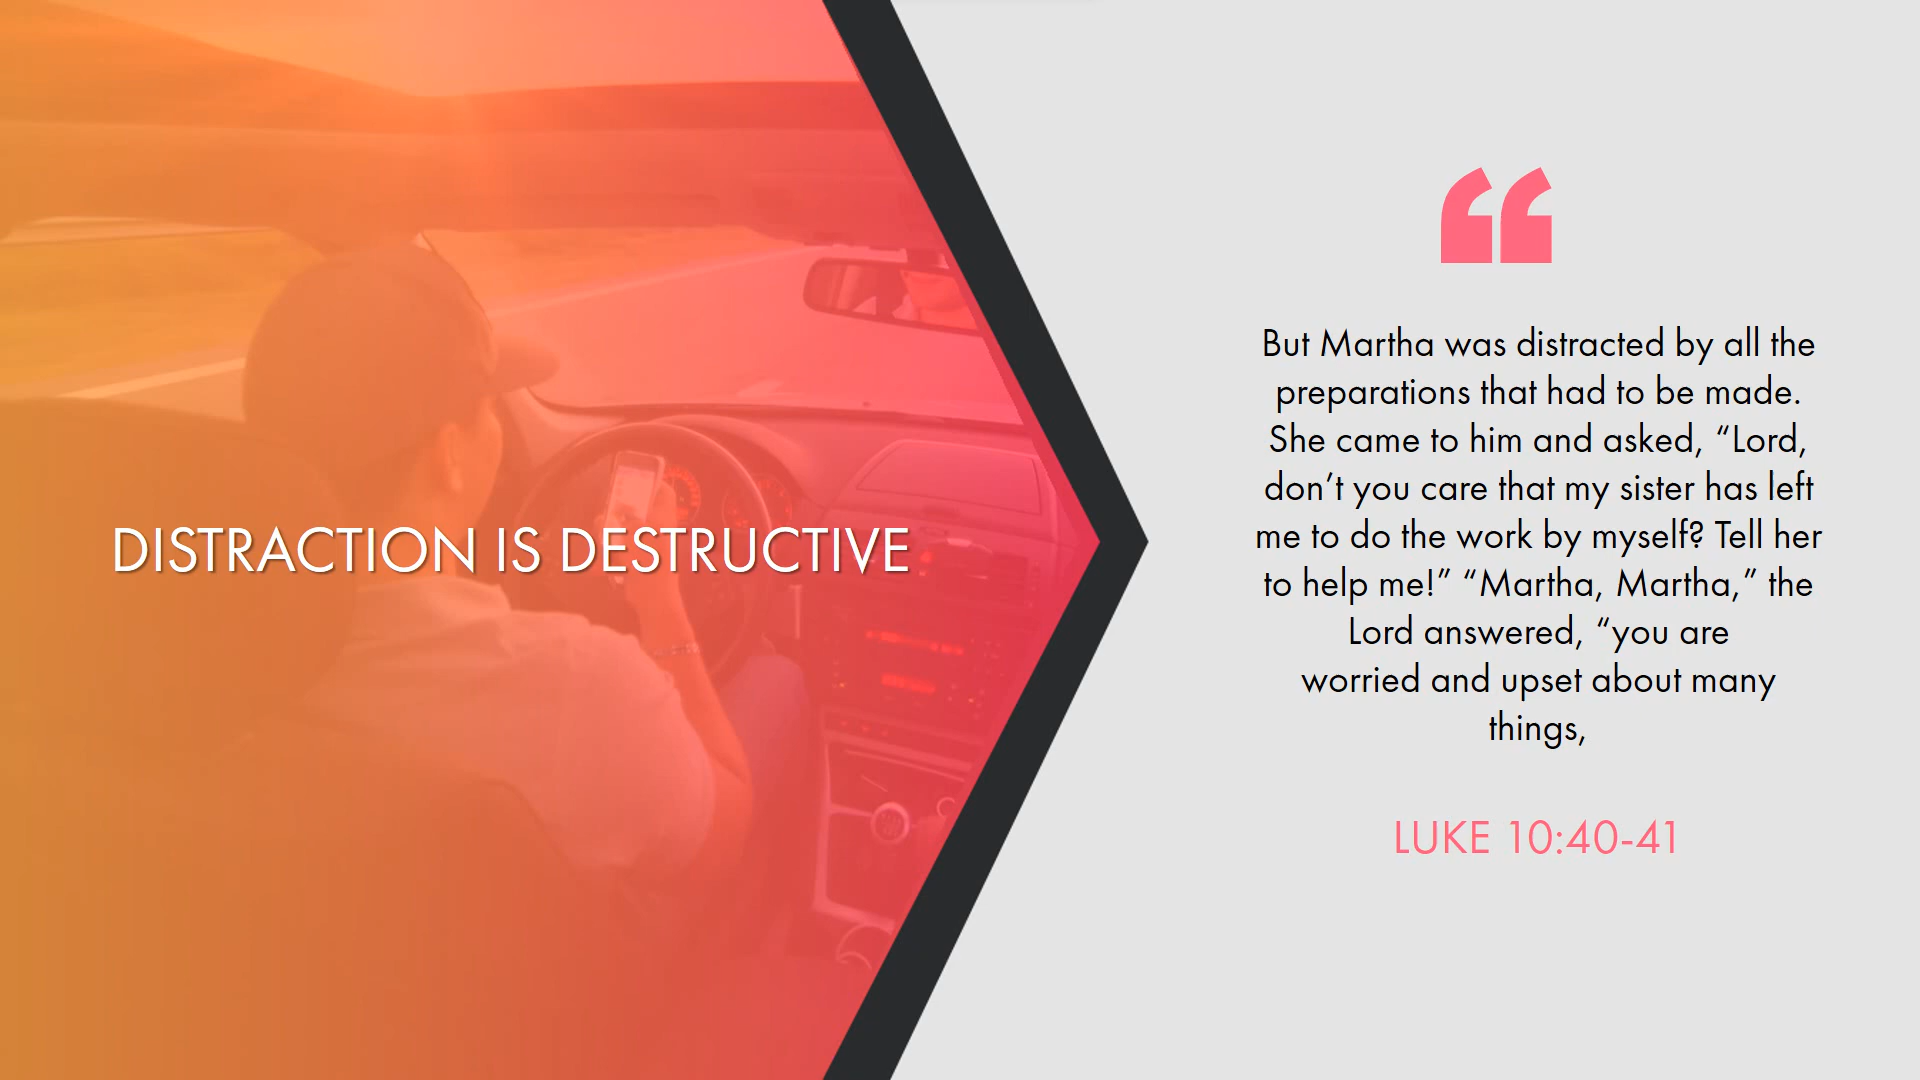 DISTRACTION IS DESTRUCTIVE
“
But Martha was distracted by all the
preparations that had to be made.
She came to him and asked, “Lord,
don’t you care that my sister has left
me to do the work by myself? Tell her
to help me!” “Martha, Martha,” the
Lord answered, “you are
worried and upset about many
things,
LUKE 10:40-41